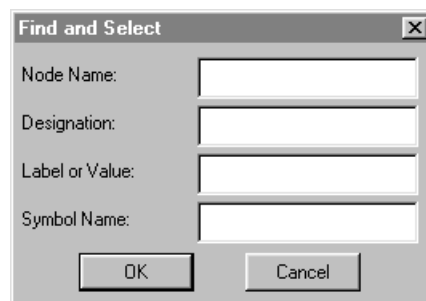 Find and Select
Node Name:
Designation:
Label or Value:
Symbol Name:
OK Cancel